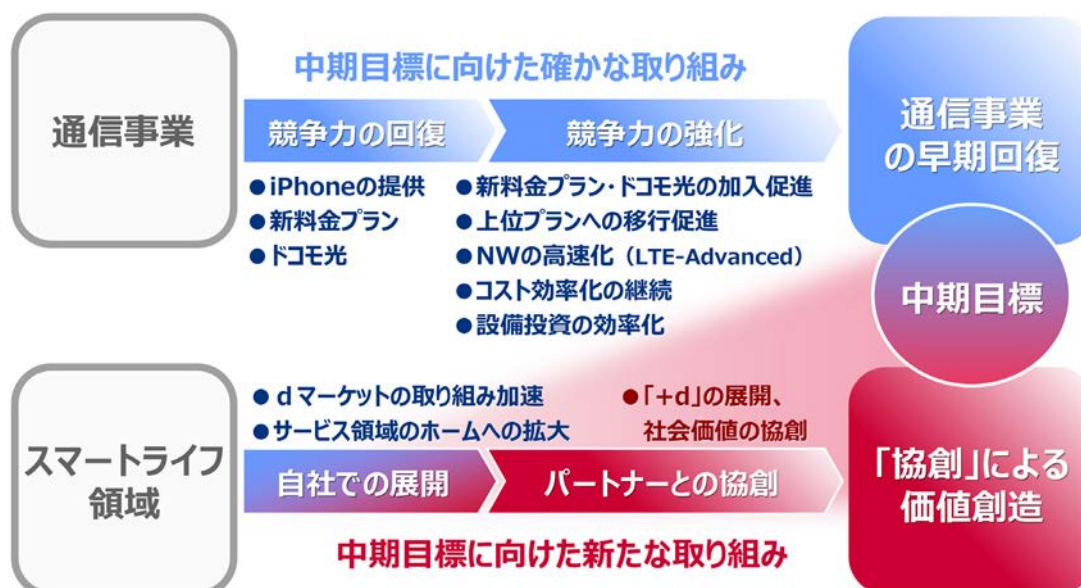 中期目標に向けた確かな取り組み
通信事業
競争力の回復
競争力の強化
通信事業
の早期回復
●iPhoneの提供
●新料金プラン
●ドコモ光
●新料金プラン・ドコモ光の加入促進
●上位プランへの移行促進
●NWの高速化（LTE-Advanced）
●コスト効率化の継続
●設備投資の効率化
中期目標
スマートライフ
領域
●dマーケットの取り組み加速
●サービス領域のホームへの拡大
●「+d」の展開、
社会価値の協創
自社での展開
パートナーとの協創
「協創」による
価値創造
中期目標に向けた新たな取り組み